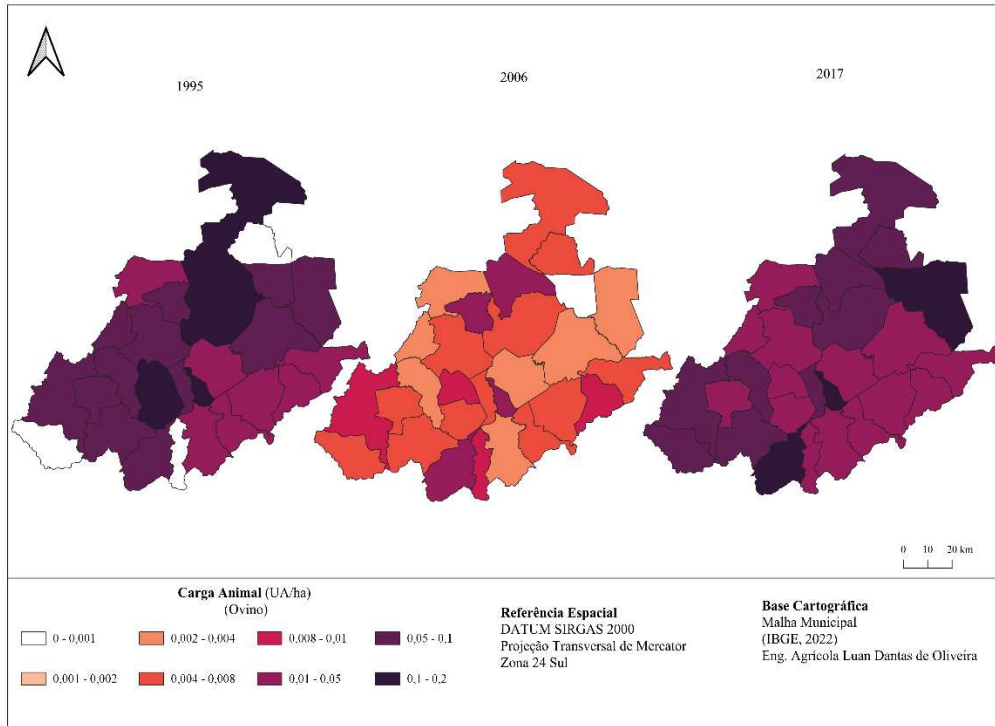 1995
2006
2017
0 10 20 km
Carga Animal (UA/ha)
(Ovino)
0 - 0,001
0,002 - 0,004
0,008 - 0,01
0,05 - 0,1
0,001 - 0,002
0,004 - 0,008
0,01 - 0,05
0,1 - 0,2
Referência Espacial
DATUM SIRGAS 2000
Projeção Transversal de Mercator
Zona 24 Sul
Base Cartográfica
Malha Municipal
(IBGE, 2022)
Eng. Agrícola Luan Dantas de Oliveira